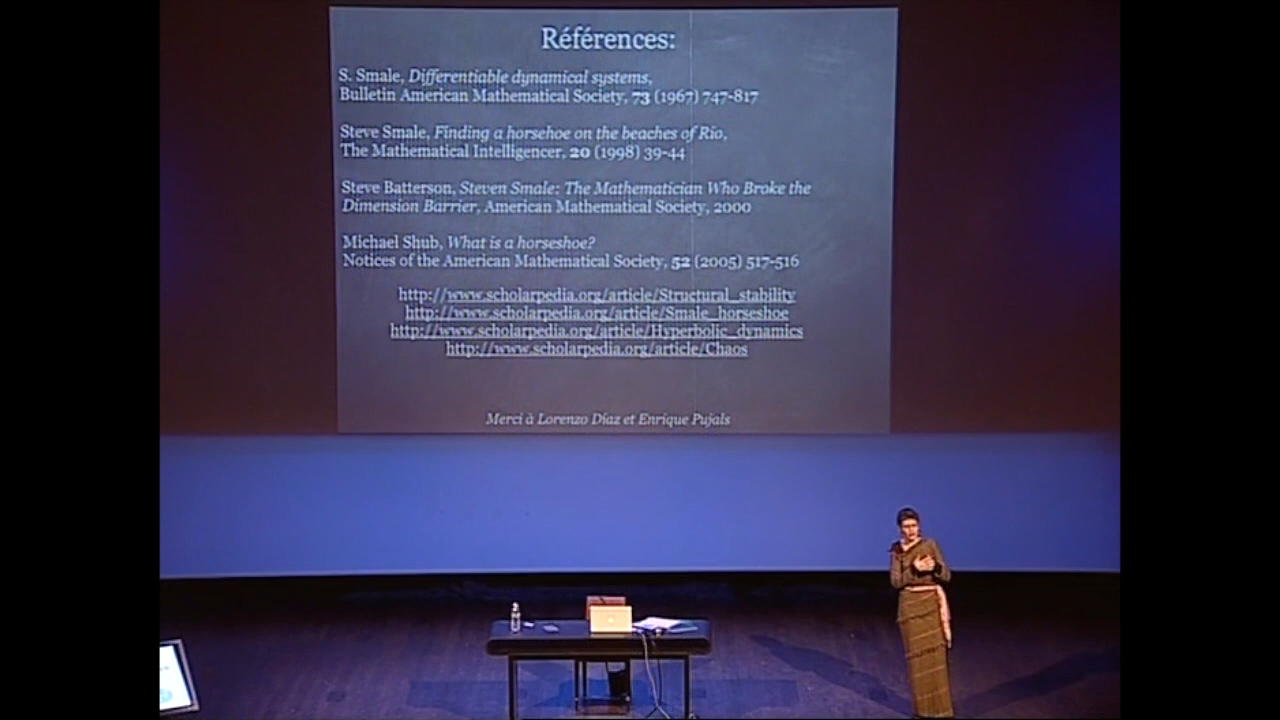 Références:
S. Smale, Differentiable dynamical systems,
Bulletin American Mathematical Society, 73 (1967) 747-817
Steve Smale, Finding a horsehoe on the beaches of Rio,
The Mathematical Intelligencer, 20 (1998) 39-44
Steve Batterson, Steven Smale: The Mathematician Who Broke the
Dimension Barrier, American Mathematical Society, 2000
Michael Shub, What is a horseshoe?
Notices of the American Mathematical Society, 52 (2005) 517-516
http://www.scholarpedia.org/article/Structural_stability
http://www.scholarpedia.org/article/Smale_horseshoe
http://www.scholarpedia.org/article/Hyperbolic_dynamics
http://www.scholarpedia.org/article/Chaos
Merci à Lorenzo Díaz et Enrique Pujals